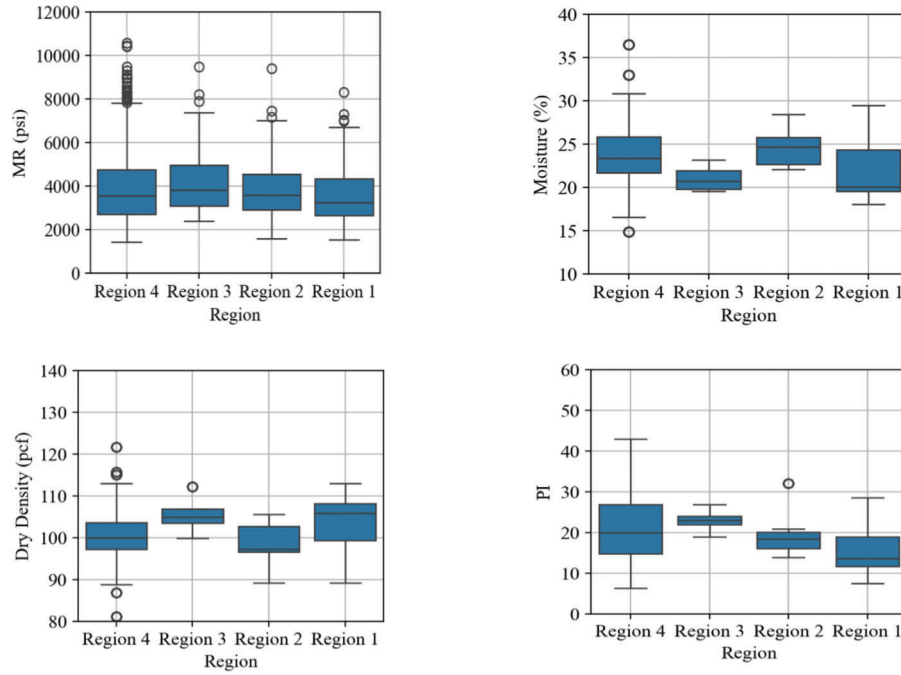 12000
10000
8000
6000
4000
2000
0
MR (psi)
Region 4 Region 3 Region 2 Region 1
Region
40
35
30
25
20
15
10
Moisture (%)
Region 4 Region 3 Region 2 Region 1
Region
140
130
120
110
100
90
80
Dry Density (pcf)
Region 4 Region 3 Region 2 Region 1
Region
60
50
40
30
20
10
0
PI
Region 4 Region 3 Region 2 Region 1
Region